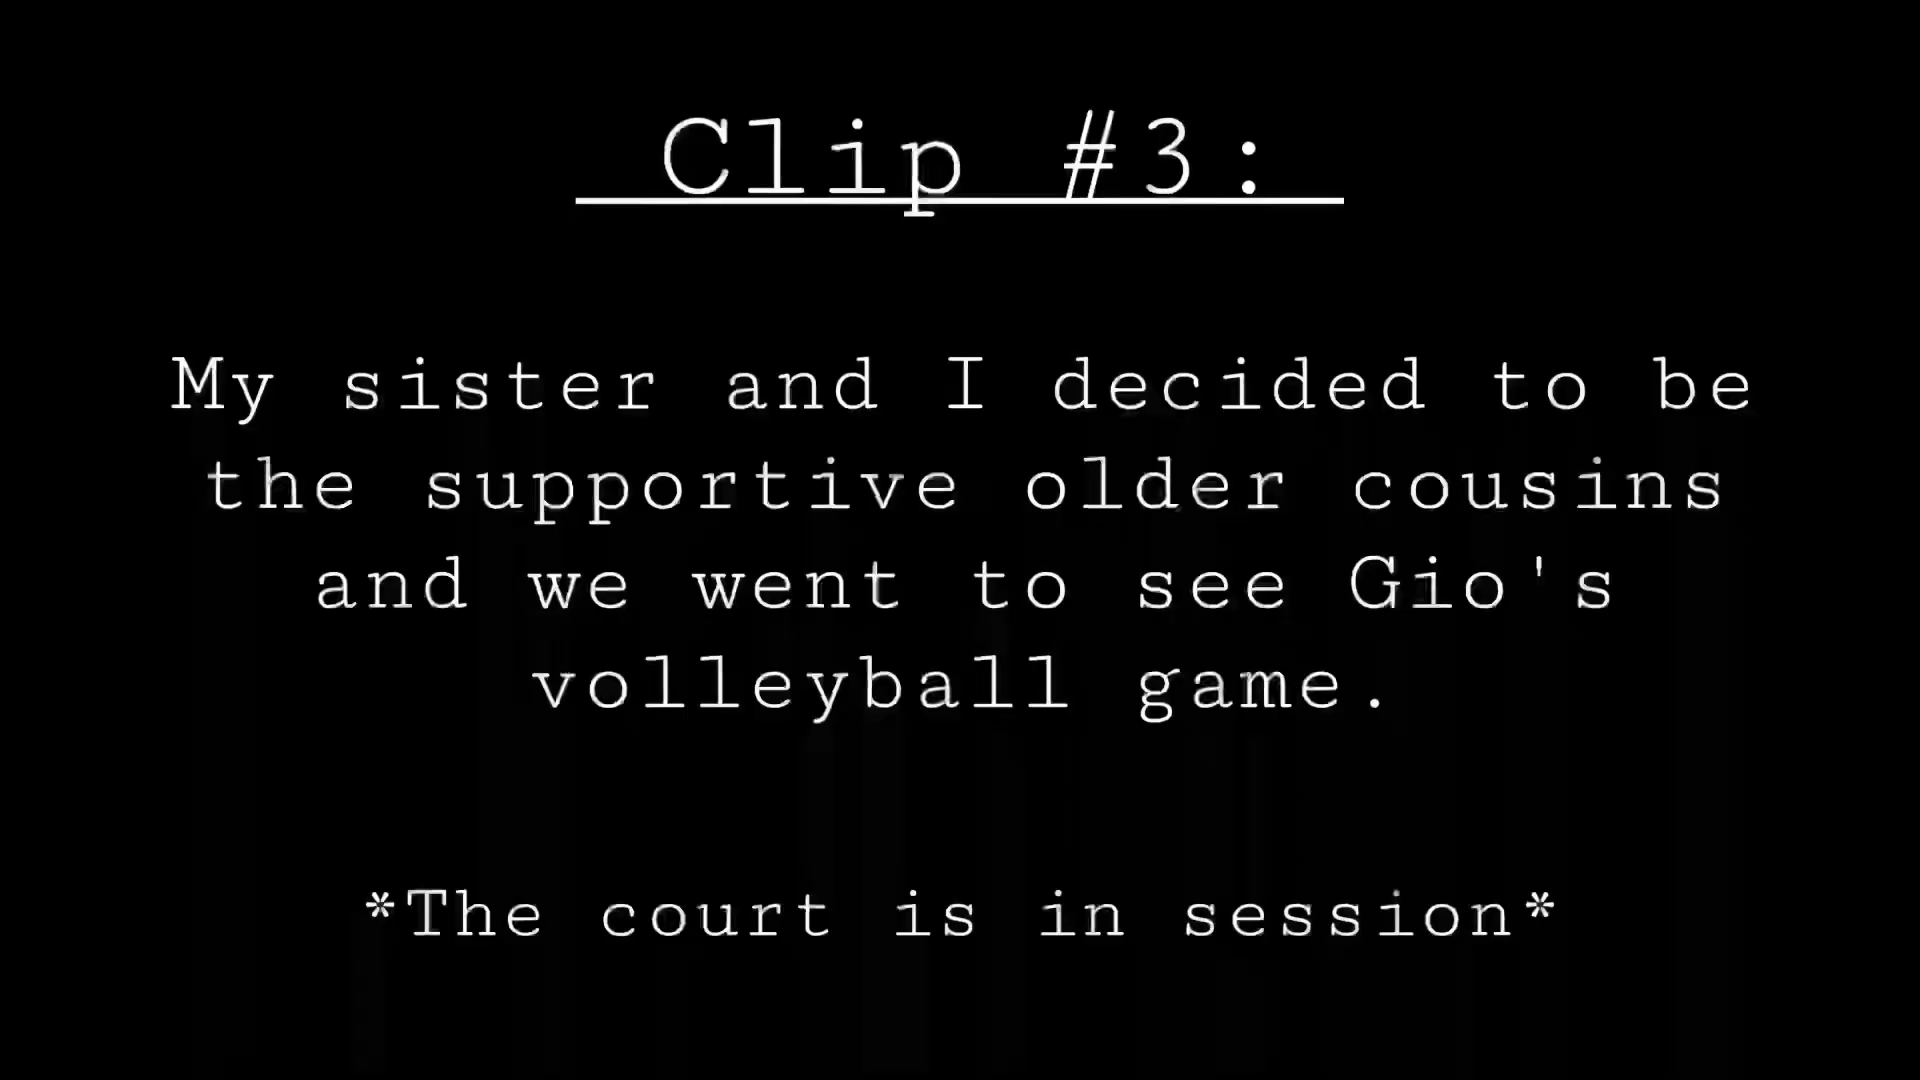 Clip #3:
My sister and I decided to be
the supportive older cousins
and we went to see Gio's
volleyball game.
*The court is in session*